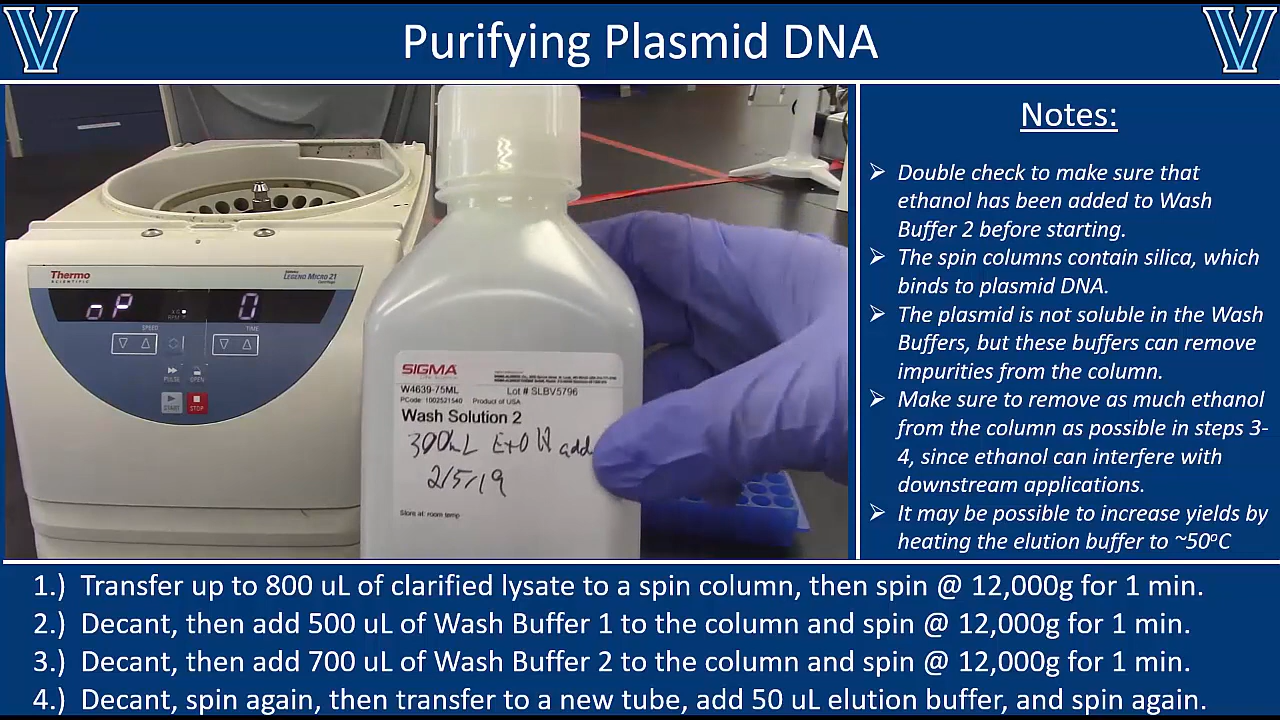 V
V
Purifying Plasmid DNA
Thermo
SCIENTIFIC
LEGEND MICRO 21
Centrifuge
oP
0
SPEED
TIME
PULSE
OPEN
START
STOP
SIGMA
W4639-75ML
Lot # SLBV5796
PCode: 1002521540
Product of USA
Wash Solution 2
300mL EtOH add
2/5/19
Store at: room temp
Notes:
➢ Double check to make sure that
ethanol has been added to Wash
Buffer 2 before starting.
➢ The spin columns contain silica, which
binds to plasmid DNA.
➢ The plasmid is not soluble in the Wash
Buffers, but these buffers can remove
impurities from the column.
➢ Make sure to remove as much ethanol
from the column as possible in steps 3-
4, since ethanol can interfere with
downstream applications.
➢ It may be possible to increase yields by
heating the elution buffer to ~50ºC
1.) Transfer up to 800 uL of clarified lysate to a spin column, then spin @ 12,000g for 1 min.
2.) Decant, then add 500 uL of Wash Buffer 1 to the column and spin @ 12,000g for 1 min.
3.) Decant, then add 700 uL of Wash Buffer 2 to the column and spin @ 12,000g for 1 min.
4.) Decant, spin again, then transfer to a new tube, add 50 uL elution buffer, and spin again.